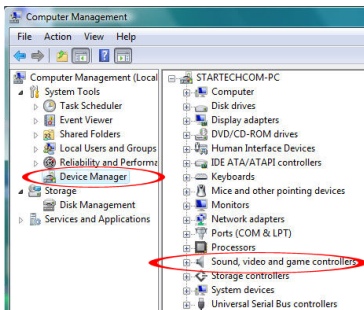 Computer Management
File Action View Help
Computer Management (Local
System Tools
Task Scheduler
Event Viewer
Shared Folders
Local Users and Groups
Reliability and Performa
Device Manager
Storage
Disk Management
Services and Applications
STARTECHCOM-PC
Computer
Disk drives
Display adapters
DVD/CD-ROM drives
Human Interface Devices
IDE ATA/ATAPI controllers
Keyboards
Mice and other pointing devices
Monitors
Network adapters
Ports (COM & LPT)
Processors
Sound, video and game controllers
Storage controllers
System devices
Universal Serial Bus controllers